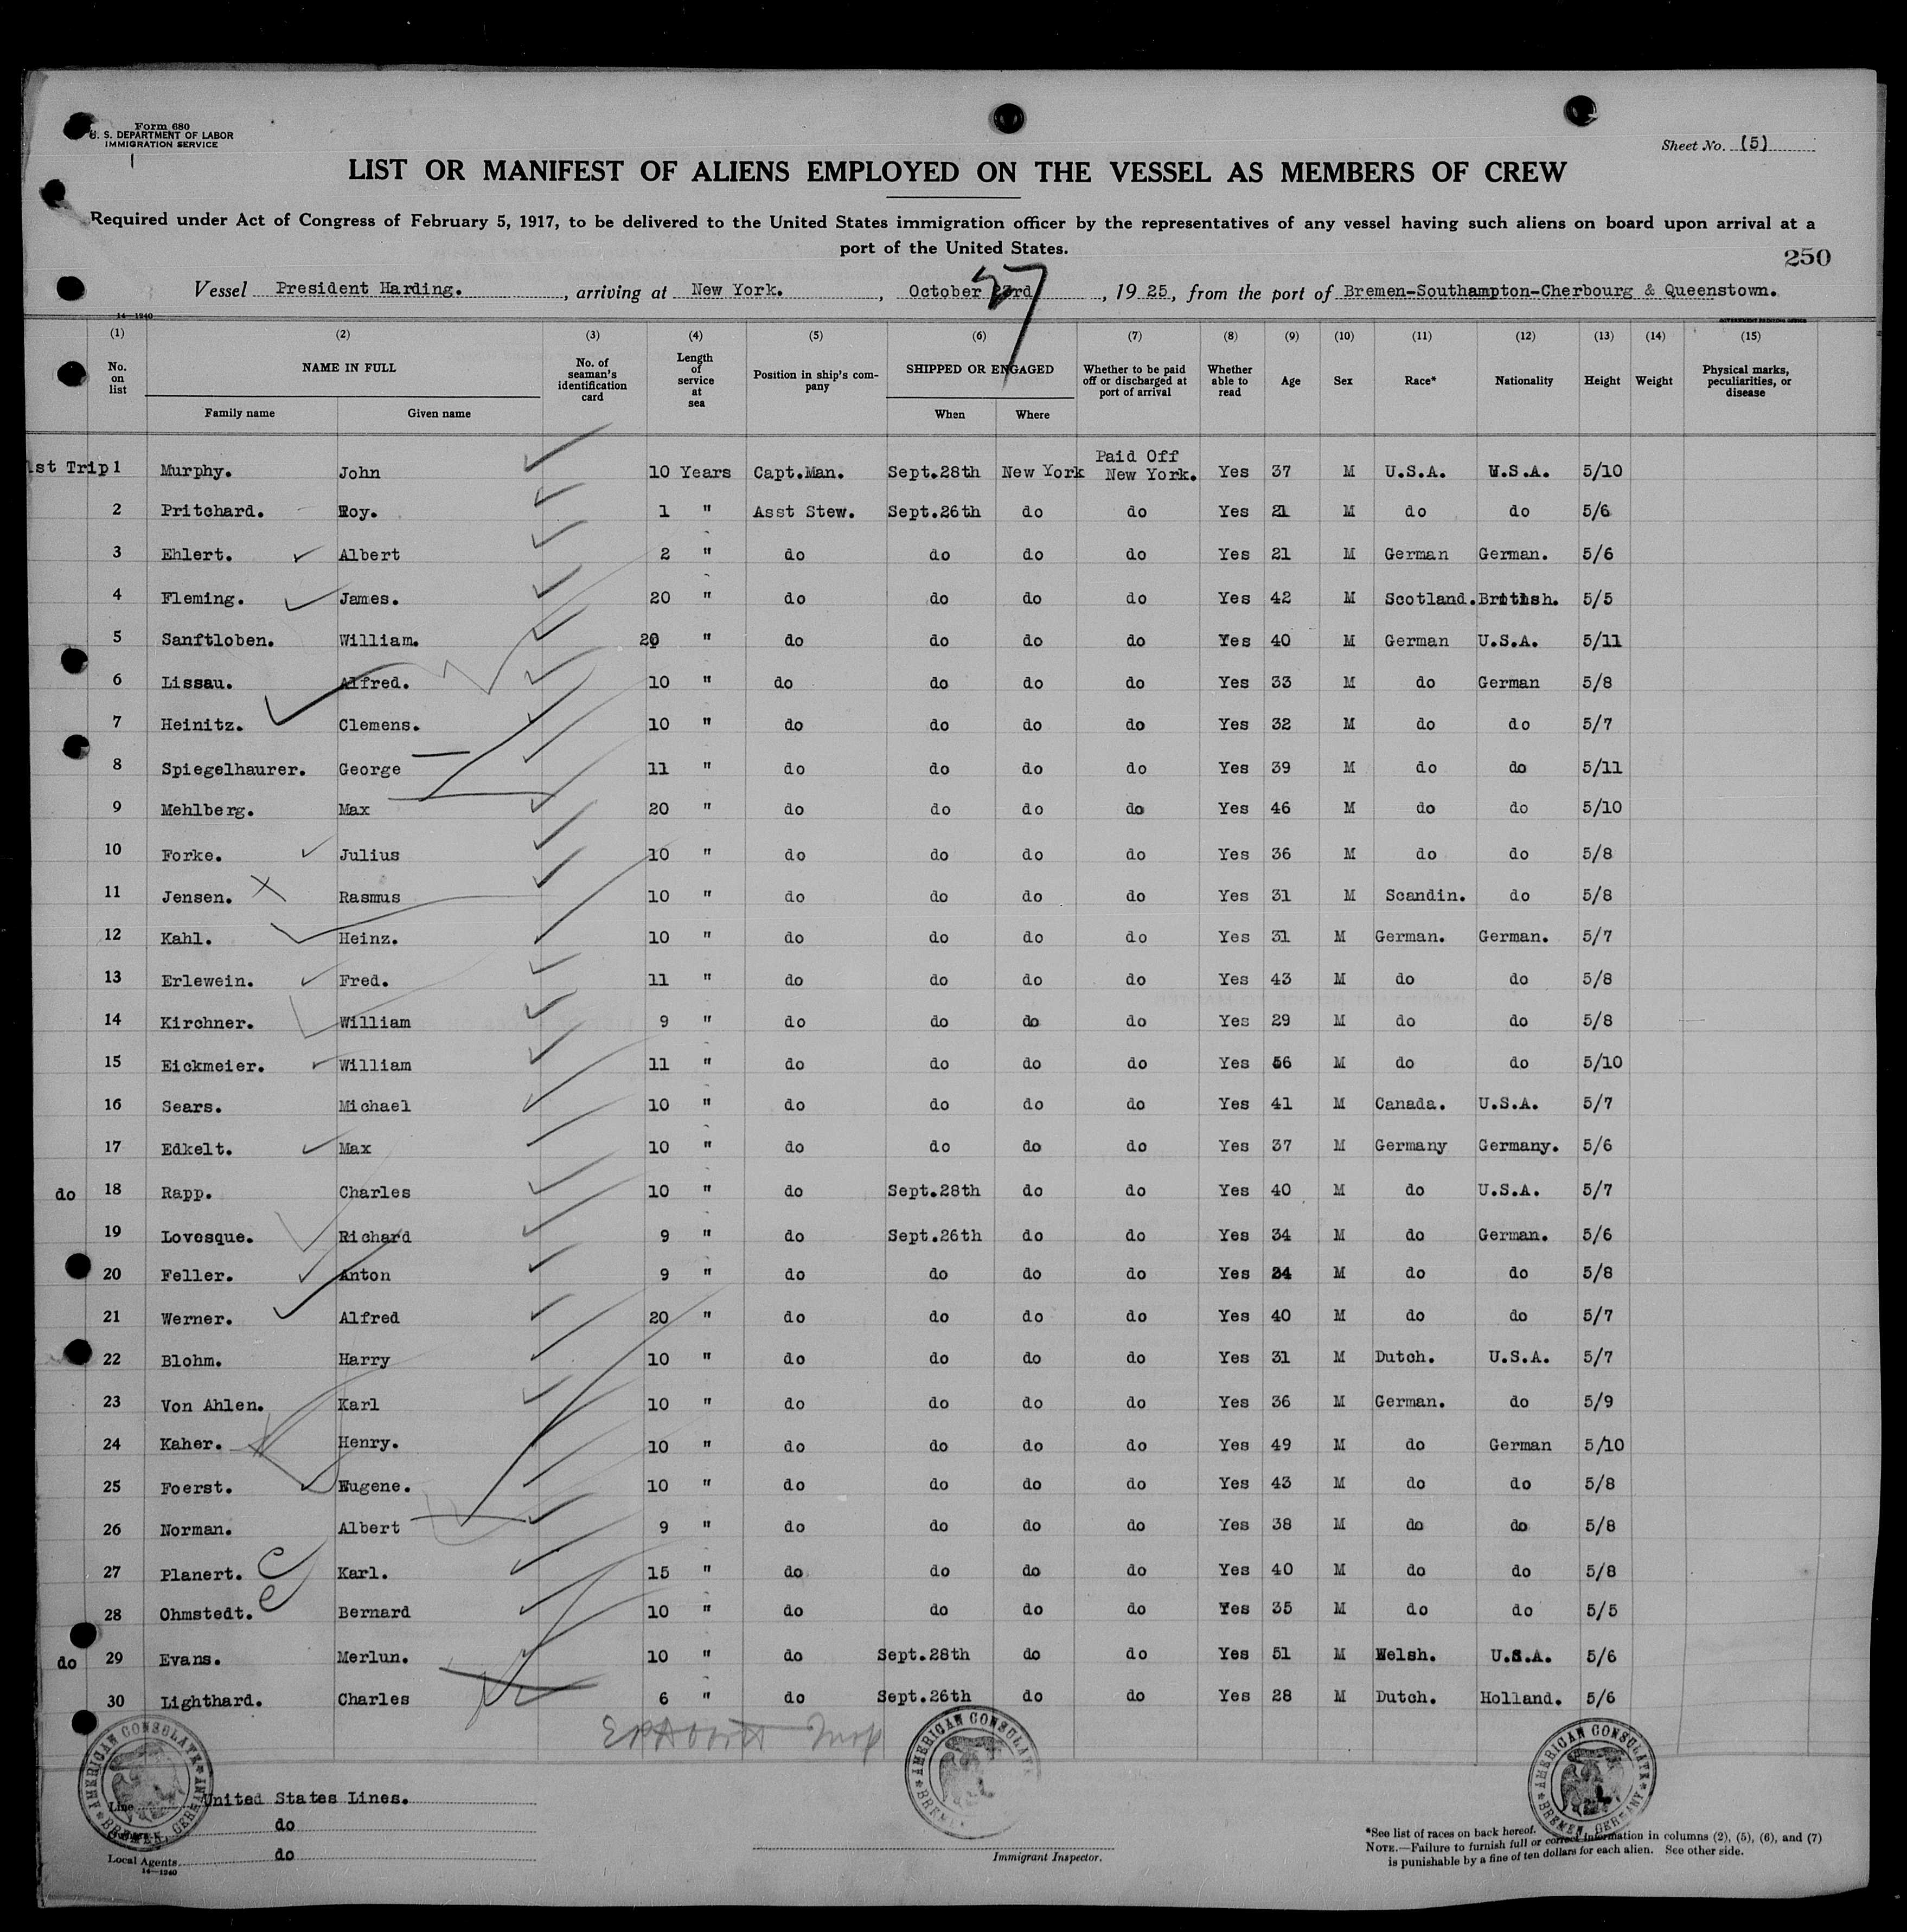 Form 680
U. S. DEPARTMENT OF LABOR
IMMIGRATION SERVICE
Sheet No. (5)
LIST OR MANIFEST OF ALIENS EMPLOYED ON THE VESSEL AS MEMBERS OF CREW
Required under Act of Congress of February 5, 1917, to be delivered to the United States immigration officer by the representatives of any vessel having such aliens on board upon arrival at a
port of the United States.
250
Vessel President Harding. , arriving at New York. , October 23rd 27 , 1925, from the port of Bremen-Southampton-Cherbourg & Queenstown.
14—1240
(1) (2) (3) (4) (5) (6) (7) (8) (9) (10) (11) (12) (13) (14) (15)
No. on list NAME IN FULL Family name Given name No. of seaman's identification card Length of service at sea Position in ship's company SHIPPED OR ENGAGED When Where Whether to be paid off or discharged at port of arrival Whether able to read Age Sex Race* Nationality Height Weight Physical marks, peculiarities, or disease
1st Trip 1 Murphy. John 10 Years Capt.Man. Sept.28th New York Paid Off New York. Yes 37 M U.S.A. U.S.A. 5/10
2 Pritchard. Roy. 1 " Asst Stew. Sept.26th do do Yes 21 M do do 5/6
3 Ehlert. Albert 2 " do do do do Yes 21 M German German. 5/6
4 Fleming. James. 20 " do do do do Yes 42 M Scotland. British. 5/5
5 Sanftloben. William. 20 " do do do do Yes 40 M German U.S.A. 5/11
6 Lissau. Alfred. 10 " do do do do Yes 33 M do German 5/8
7 Heinitz. Clemens. 10 " do do do do Yes 32 M do do 5/7
8 Spiegelhaurer. George 11 " do do do do Yes 39 M do do 5/11
9 Mehlberg. Max 20 " do do do do Yes 46 M do do 5/10
10 Forke. Julius 10 " do do do do Yes 36 M do do 5/8
11 Jensen. Rasmus 10 " do do do do Yes 31 M Scandin. do 5/8
12 Kahl. Heinz. 10 " do do do do Yes 31 M German. German. 5/7
13 Erlewein. Fred. 11 " do do do do Yes 43 M do do 5/8
14 Kirchner. William 9 " do do do do Yes 29 M do do 5/8
15 Eickmeier. William 11 " do do do do Yes 56 M do do 5/10
16 Sears. Michael 10 " do do do do Yes 41 M Canada. U.S.A. 5/7
17 Edkelt. Max 10 " do do do do Yes 37 M Germany Germany. 5/6
do 18 Rapp. Charles 10 " do Sept.28th do do Yes 40 M do U.S.A. 5/7
19 Lovosque. Richard 9 " do Sept.26th do do Yes 34 M do German. 5/6
20 Feller. Anton 9 " do do do do Yes 24 M do do 5/8
21 Werner. Alfred 20 " do do do do Yes 40 M do do 5/7
22 Blohm. Harry 10 " do do do do Yes 31 M Dutch. U.S.A. 5/7
23 Von Ahlen. Karl 10 " do do do do Yes 36 M German. do 5/9
24 Kaher. Henry. 10 " do do do do Yes 49 M do German 5/10
25 Foerst. Eugene. 10 " do do do do Yes 43 M do do 5/8
26 Norman. Albert 9 " do do do do Yes 38 M do do 5/8
27 Planert. Karl. 15 " do do do do Yes 40 M do do 5/8
28 Ohmstedt. Bernard 10 " do do do do Yes 35 M do do 5/5
do 29 Evans. Merlun. 10 " do Sept.28th do do Yes 51 M Welsh. U.S.A. 5/6
30 Lighthard. Charles 6 " do Sept.26th do do Yes 28 M Dutch. Holland. 5/6
AMERICAN CONSULATE BREMEN, GERMANY
AMERICAN CONSULATE BREMEN
AMERICAN CONSULATE BREMEN, GERMANY
Line United States Lines.
do
Local Agents do
14—1240
Immigrant Inspector.
*See list of races on back hereof.
NOTE.—Failure to furnish full or correct information in columns (2), (5), (6), and (7)
is punishable by a fine of ten dollars for each alien. See other side.